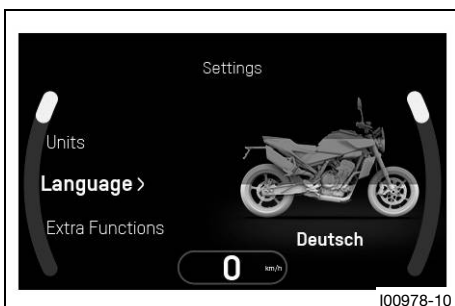 Settings
Units
Language >
Extra Functions
Deutsch
0 km/h
I00978-10